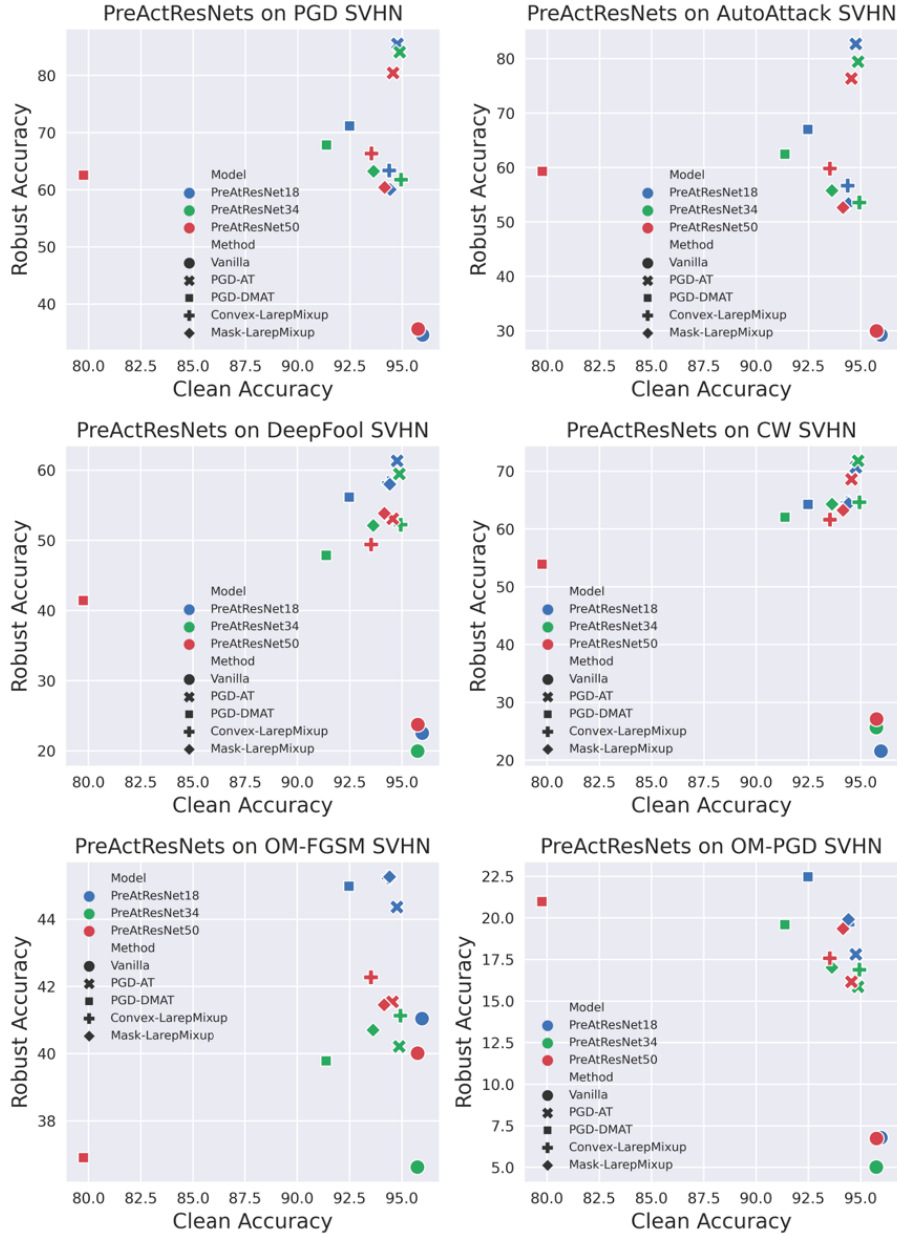 PreActResNets on PGD SVHN
Robust Accuracy
80
70
60
50
40
Model
PreAtResNet18
PreAtResNet34
PreAtResNet50
Method
Vanilla
PGD-AT
PGD-DMAT
Convex-LarepMixup
Mask-LarepMixup
80.0 82.5 85.0 87.5 90.0 92.5 95.0
Clean Accuracy
PreActResNets on AutoAttack SVHN
Robust Accuracy
80
70
60
50
40
30
Model
PreAtResNet18
PreAtResNet34
PreAtResNet50
Method
Vanilla
PGD-AT
PGD-DMAT
Convex-LarepMixup
Mask-LarepMixup
80.0 82.5 85.0 87.5 90.0 92.5 95.0
Clean Accuracy
PreActResNets on DeepFool SVHN
Robust Accuracy
60
50
40
30
20
Model
PreAtResNet18
PreAtResNet34
PreAtResNet50
Method
Vanilla
PGD-AT
PGD-DMAT
Convex-LarepMixup
Mask-LarepMixup
80.0 82.5 85.0 87.5 90.0 92.5 95.0
Clean Accuracy
PreActResNets on CW SVHN
Robust Accuracy
70
60
50
40
30
20
Model
PreAtResNet18
PreAtResNet34
PreAtResNet50
Method
Vanilla
PGD-AT
PGD-DMAT
Convex-LarepMixup
Mask-LarepMixup
80.0 82.5 85.0 87.5 90.0 92.5 95.0
Clean Accuracy
PreActResNets on OM-FGSM SVHN
Robust Accuracy
44
42
40
38
Model
PreAtResNet18
PreAtResNet34
PreAtResNet50
Method
Vanilla
PGD-AT
PGD-DMAT
Convex-LarepMixup
Mask-LarepMixup
80.0 82.5 85.0 87.5 90.0 92.5 95.0
Clean Accuracy
PreActResNets on OM-PGD SVHN
Robust Accuracy
22.5
20.0
17.5
15.0
12.5
10.0
7.5
5.0
Model
PreAtResNet18
PreAtResNet34
PreAtResNet50
Method
Vanilla
PGD-AT
PGD-DMAT
Convex-LarepMixup
Mask-LarepMixup
80.0 82.5 85.0 87.5 90.0 92.5 95.0
Clean Accuracy